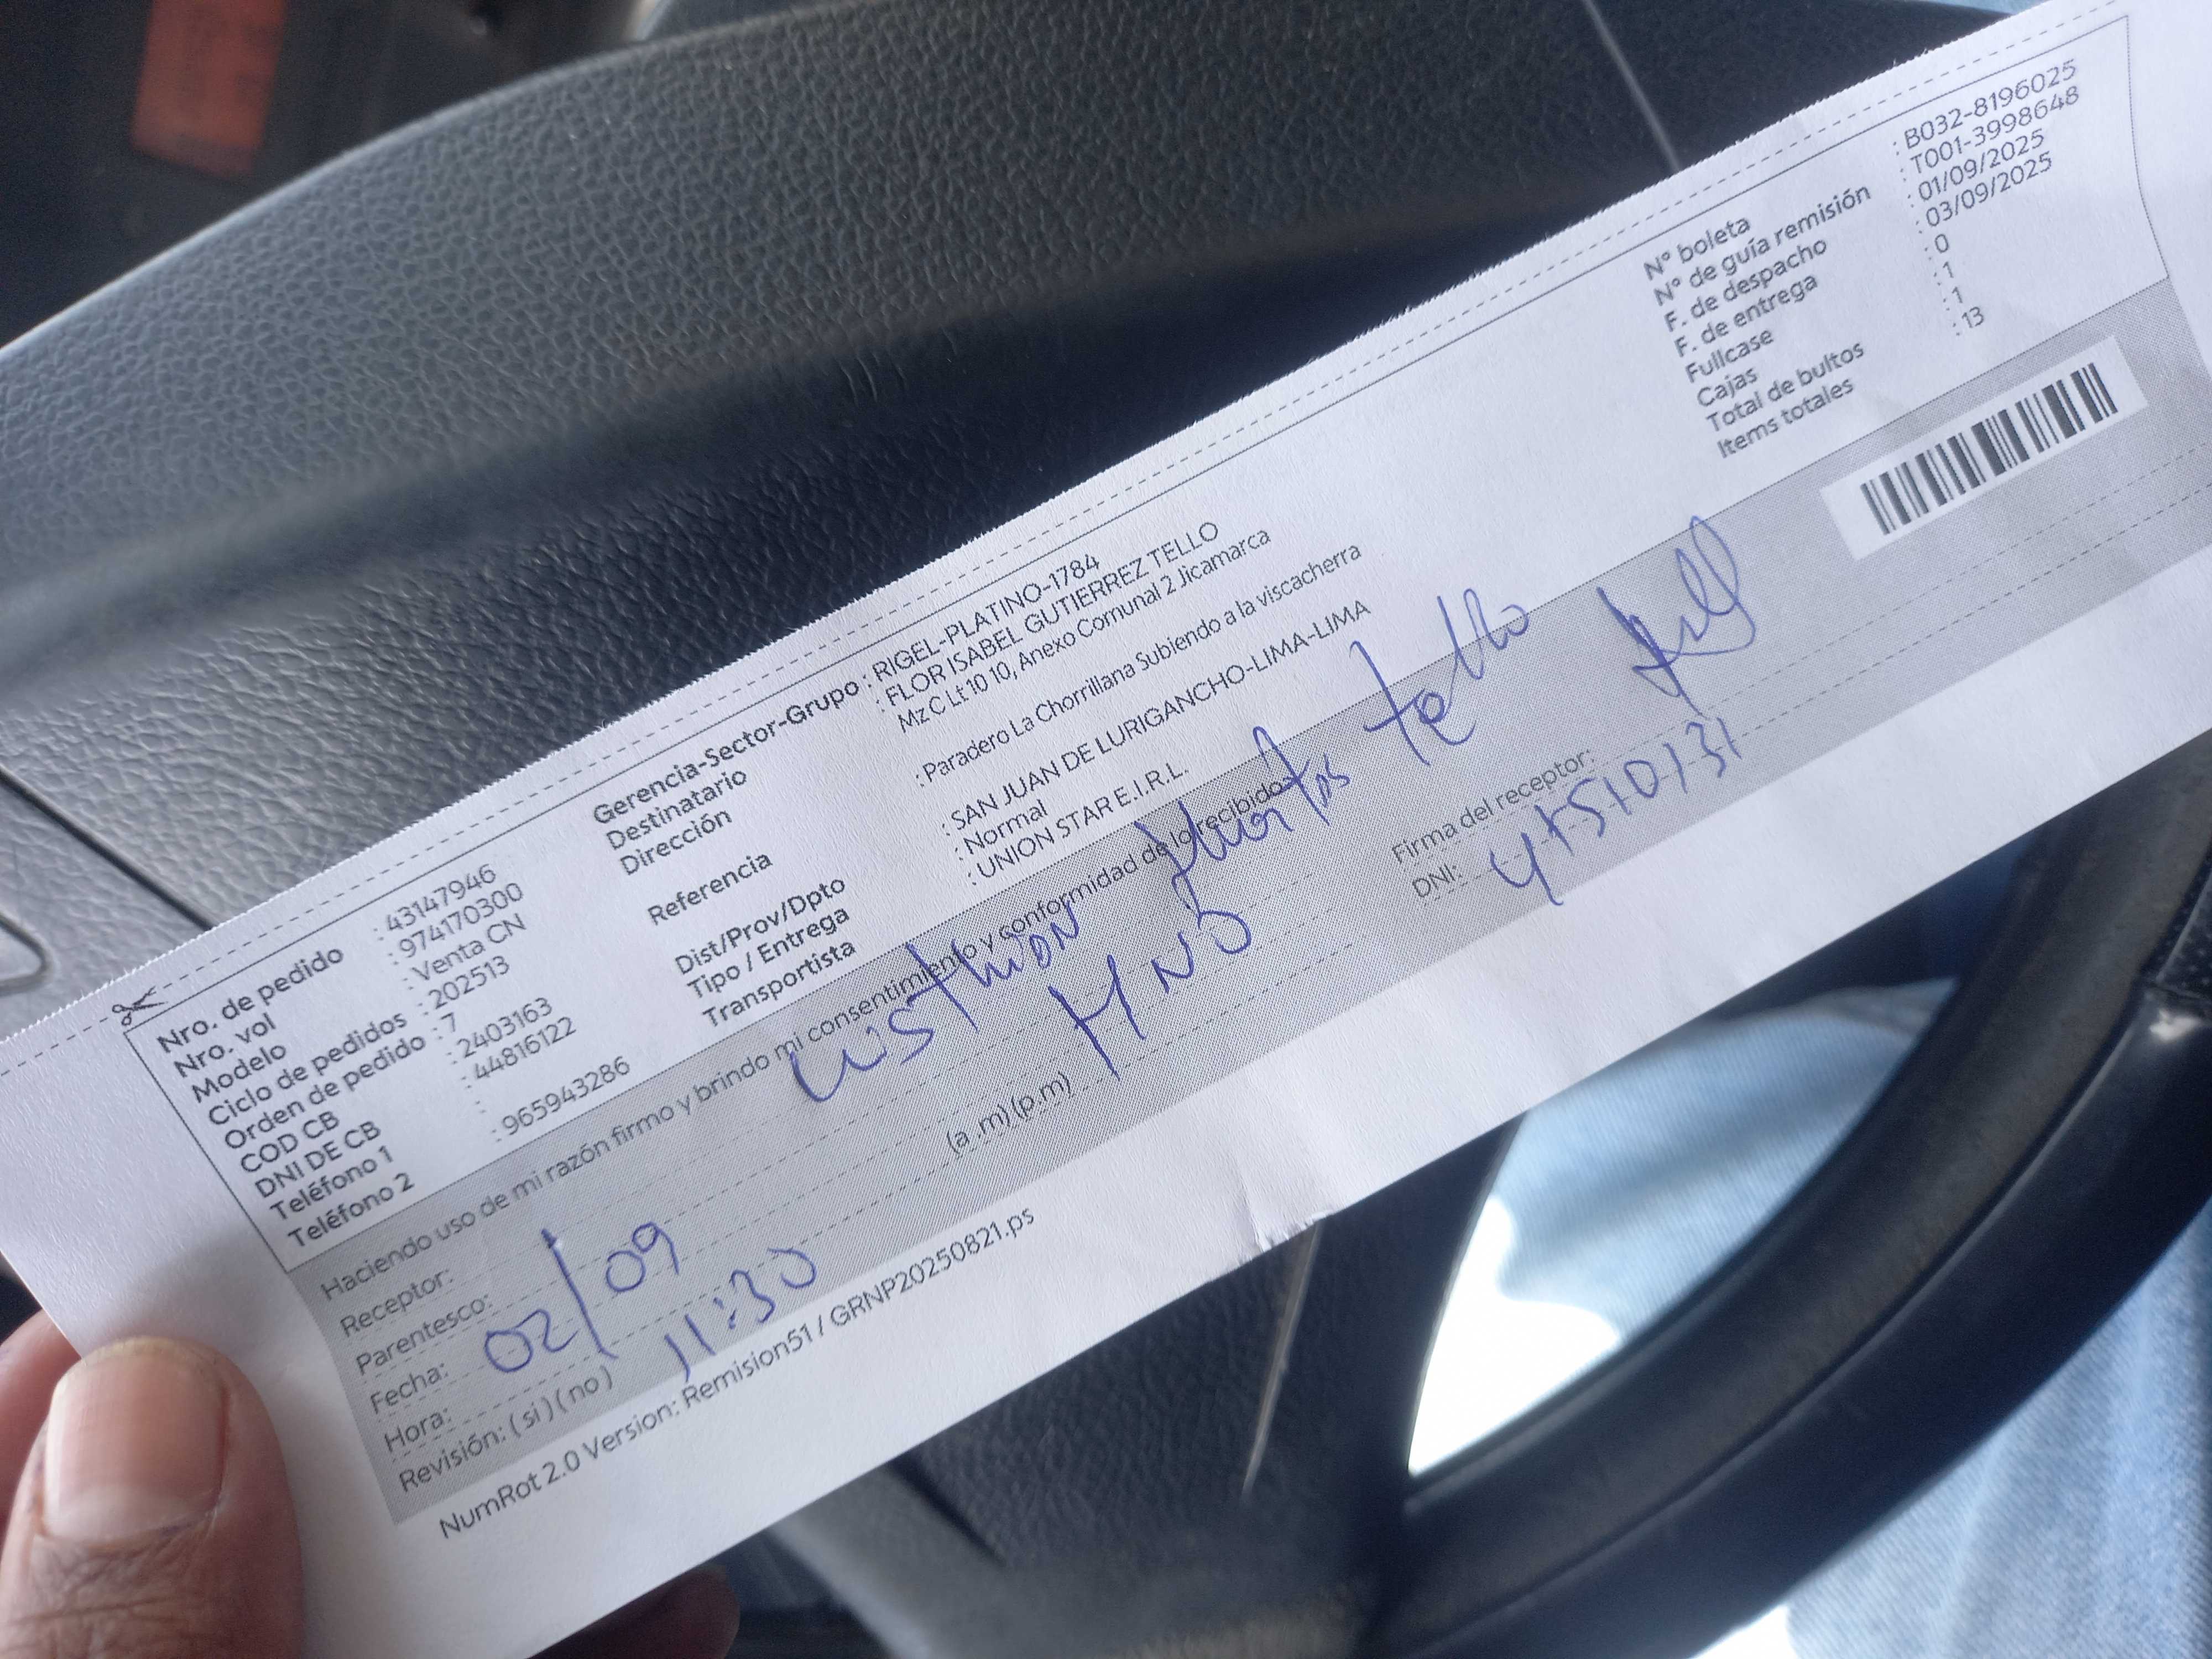 Nro. de pedido : 43147946
Nro. vol : 974170300
Modelo : Venta CN
Ciclo de pedidos : 202513
Orden de pedido : 7
COD CB : 2403163
DNI DE CB : 44816122
Teléfono 1 :
Teléfono 2 : 965943286
Gerencia-Sector-Grupo : RIGEL-PLATINO-1784
Destinatario : FLOR ISABEL GUTIERREZ TELLO
Dirección : Mz C Lt 10 10, Anexo Comunal 2 Jicamarca
Referencia : Paradero La Chorrillana Subiendo a la viscacherra
Dist/Prov/Dpto : SAN JUAN DE LURIGANCHO-LIMA-LIMA
Tipo / Entrega : Normal
Transportista : UNION STAR E.I.R.L.
N° boleta : B032-8196025
N° de guía remisión : T001-3998648
F. de despacho : 01/09/2025
F. de entrega : 03/09/2025
Fullcase : 0
Cajas : 1
Total de bultos : 1
Items totales : 13
Haciendo uso de mi razón firmo y brindo mi consentimiento y conformidad de lo recibido
Receptor: tello
Parentesco:
Fecha: 02/09
Hora: 11:30 (a .m) (p.m)
Revisión: ( si ) ( no )
Firma del receptor:
DNI:
NumRot 2.0 Version: Remision51 / GRNP20250821.ps